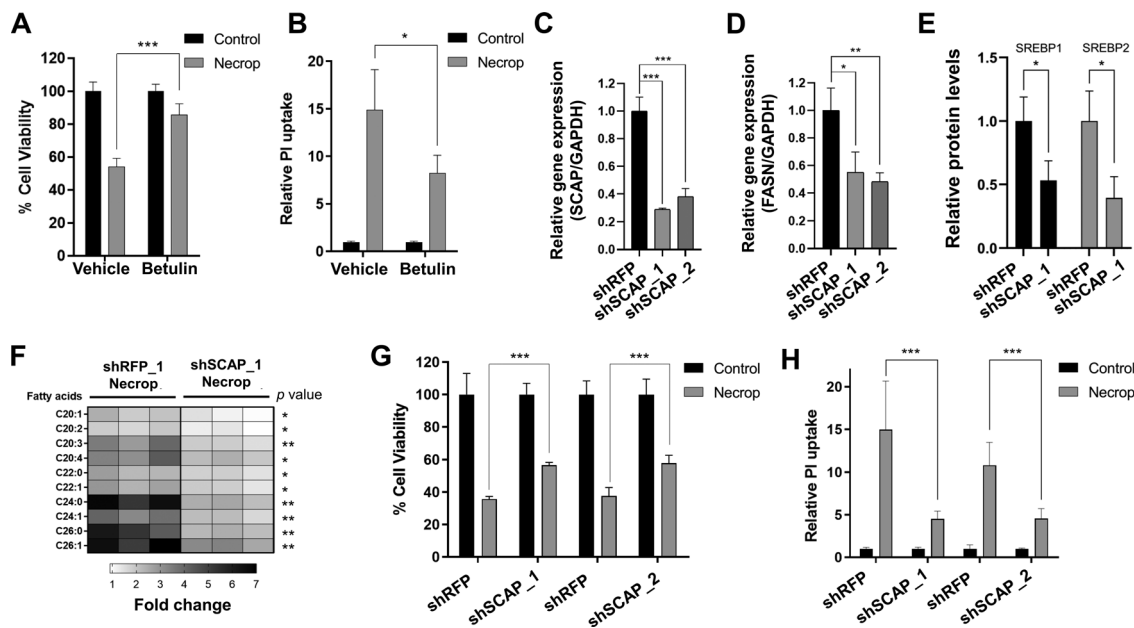 A
Control
Necrop
***
% Cell Viability
120
100
80
60
40
20
0
Vehicle
Betulin
B
Control
Necrop
*
Relative PI uptake
20
15
10
5
0
Vehicle
Betulin
C
Relative gene expression
(SCAP/GAPDH)
***
***
1.2
1.0
0.8
0.6
0.4
0.2
0.0
shRFP
shSCAP_1
shSCAP_2
D
Relative gene expression
(FASN/GAPDH)
**
*
1.2
1.0
0.8
0.6
0.4
0.2
0.0
shRFP
shSCAP_1
shSCAP_2
E
SREBP1
SREBP2
*
*
Relative protein levels
1.5
1.0
0.5
0.0
shRFP
shSCAP_1
shRFP
shSCAP_1
F
shRFP_1
Necrop
shSCAP_1
Necrop
Fatty acids
p value
C20:1 *
C20:2 *
C20:3 **
C20:4 *
C22:0 *
C22:1 *
C24:0 **
C24:1 **
C26:0 **
C26:1 **
1 2 3 4 5 6 7
Fold change
G
Control
Necrop
***
***
% Cell Viability
120
100
80
60
40
20
0
shRFP
shSCAP_1
shRFP
shSCAP_2
H
Control
Necrop
***
***
Relative PI uptake
20
15
10
5
0
shRFP
shSCAP_1
shRFP
shSCAP_2